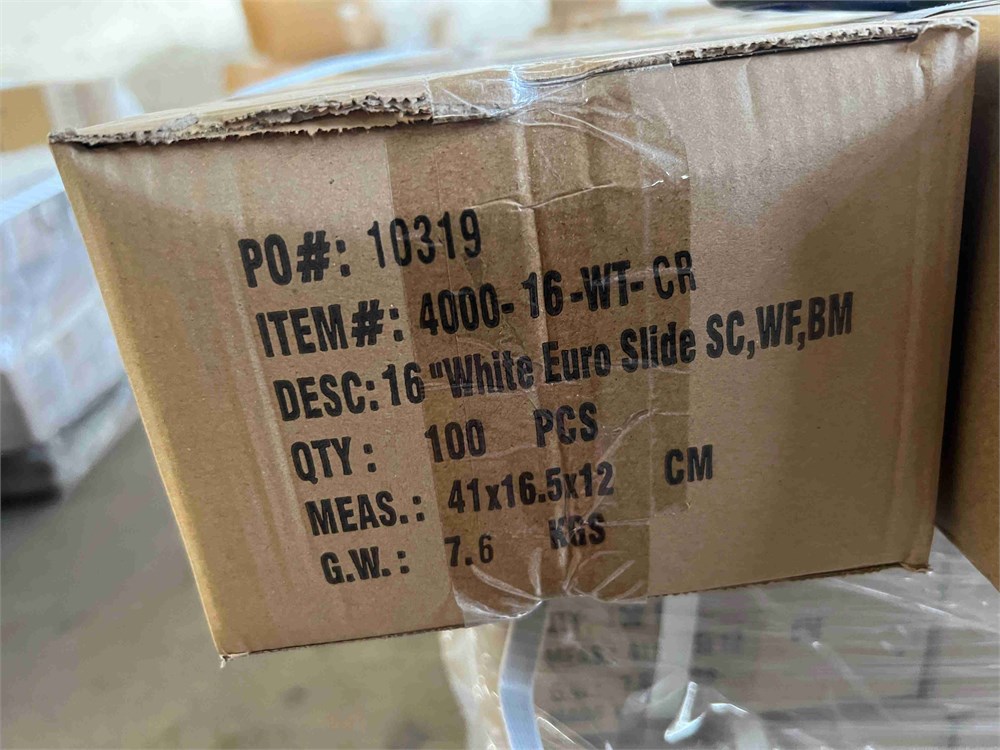 PO#: 10319
ITEM#: 4000-16-WT-CR
DESC: 16"White Euro Slide SC,WF,BM
QTY: 100 PCS
MEAS.: 41x16.5x12 CM
G.W.: 7.6 KGS